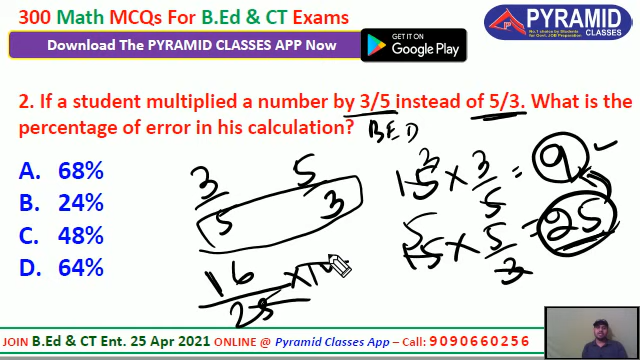 300 Math MCQs For B.Ed & CT Exams
PYRAMID
CLASSES
Download The PYRAMID CLASSES APP Now
GET IT ON
Google Play
2. If a student multiplied a number by 3/5 instead of 5/3. What is the
percentage of error in his calculation?
BED
A. 68%
B. 24%
C. 48%
D. 64%
3 5
5 3
16
25
3
15 × 3/5 = 9
5
15 × 5/3 = 25
JOIN B.Ed & CT Ent. 25 Apr 2021 ONLINE @ Pyramid Classes App – Call: 9090660256